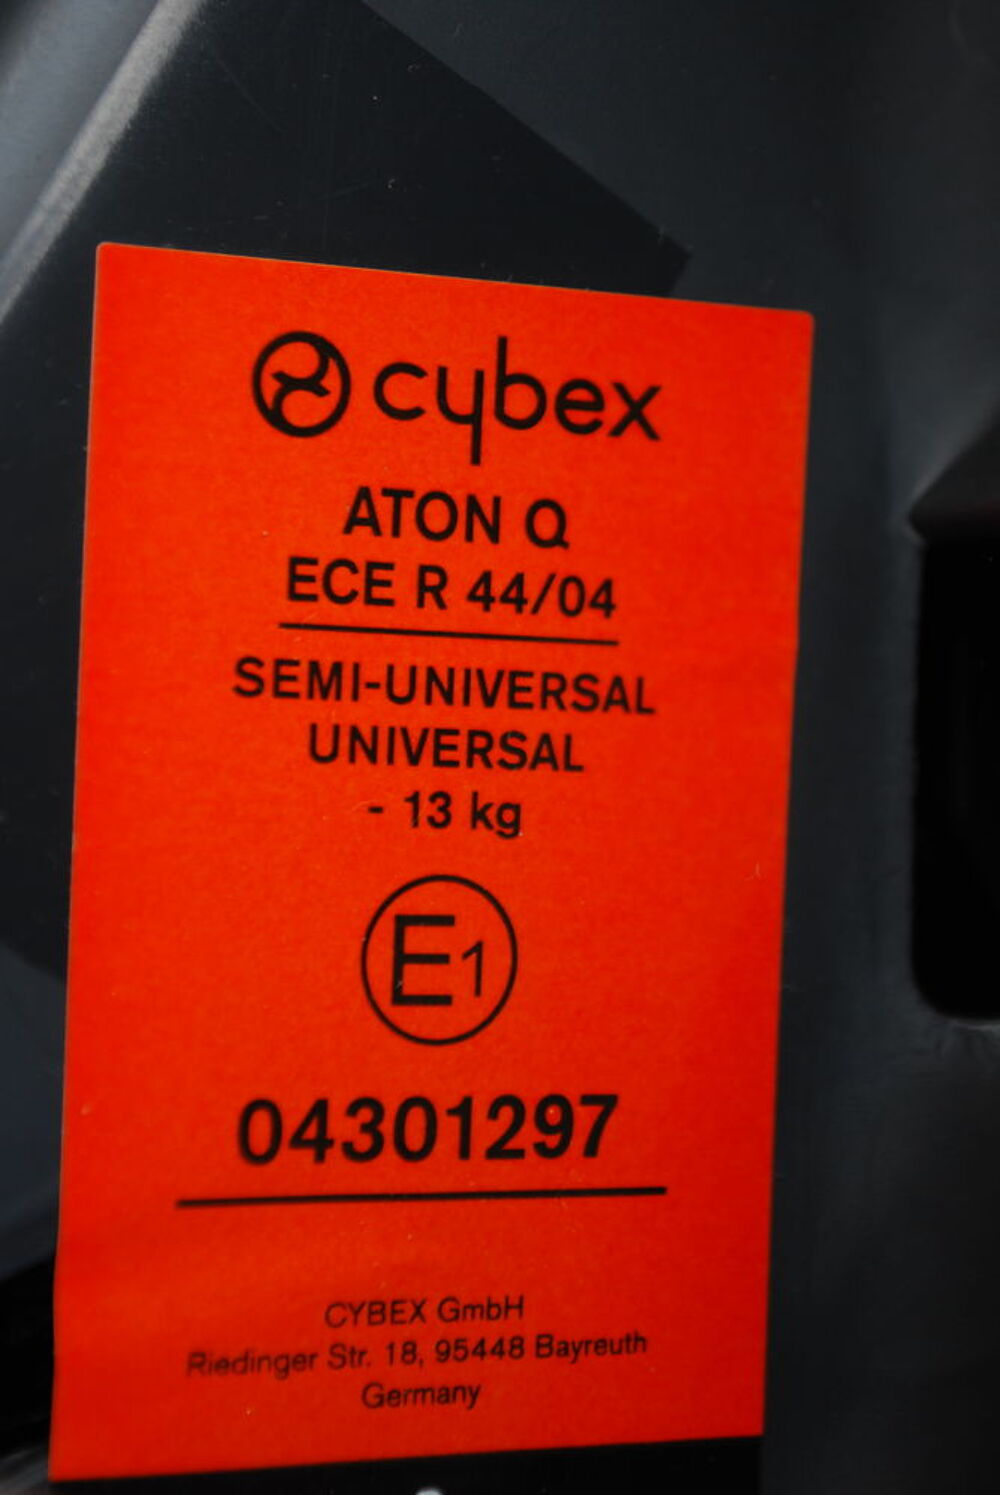 cybex
ATON Q
ECE R 44/04
SEMI-UNIVERSAL
UNIVERSAL
- 13 kg
E1
04301297
CYBEX GmbH
Riedinger Str. 18, 95448 Bayreuth
Germany